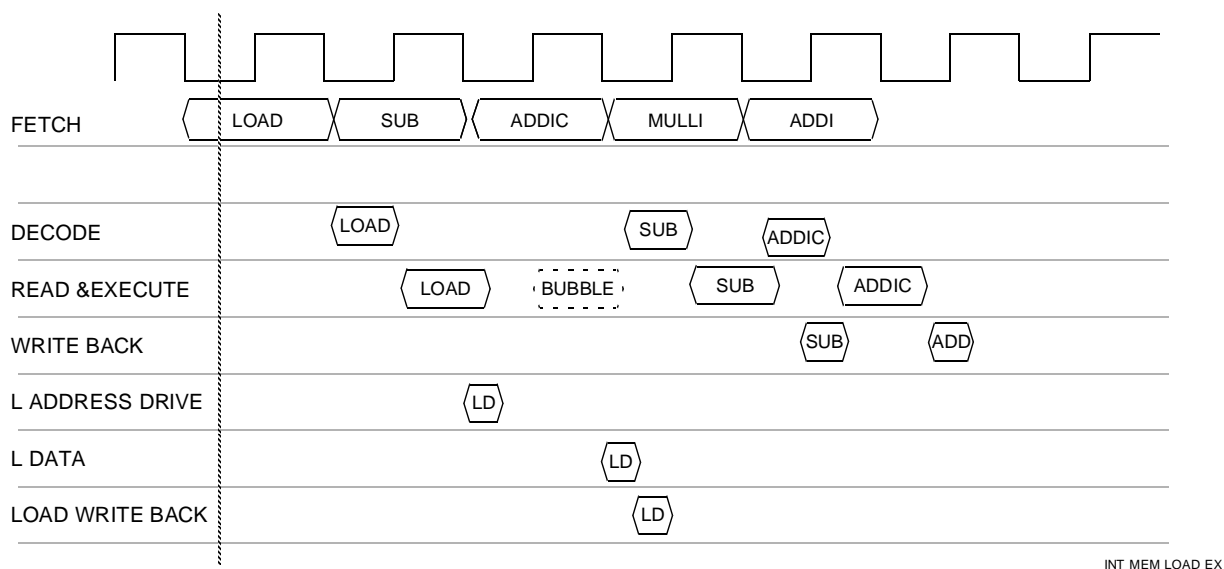 FETCH LOAD SUB ADDIC MULLI ADDI
DECODE LOAD SUB ADDIC
READ &EXECUTE LOAD BUBBLE SUB ADDIC
WRITE BACK SUB ADD
L ADDRESS DRIVE LD
L DATA LD
LOAD WRITE BACK LD
INT MEM LOAD EX